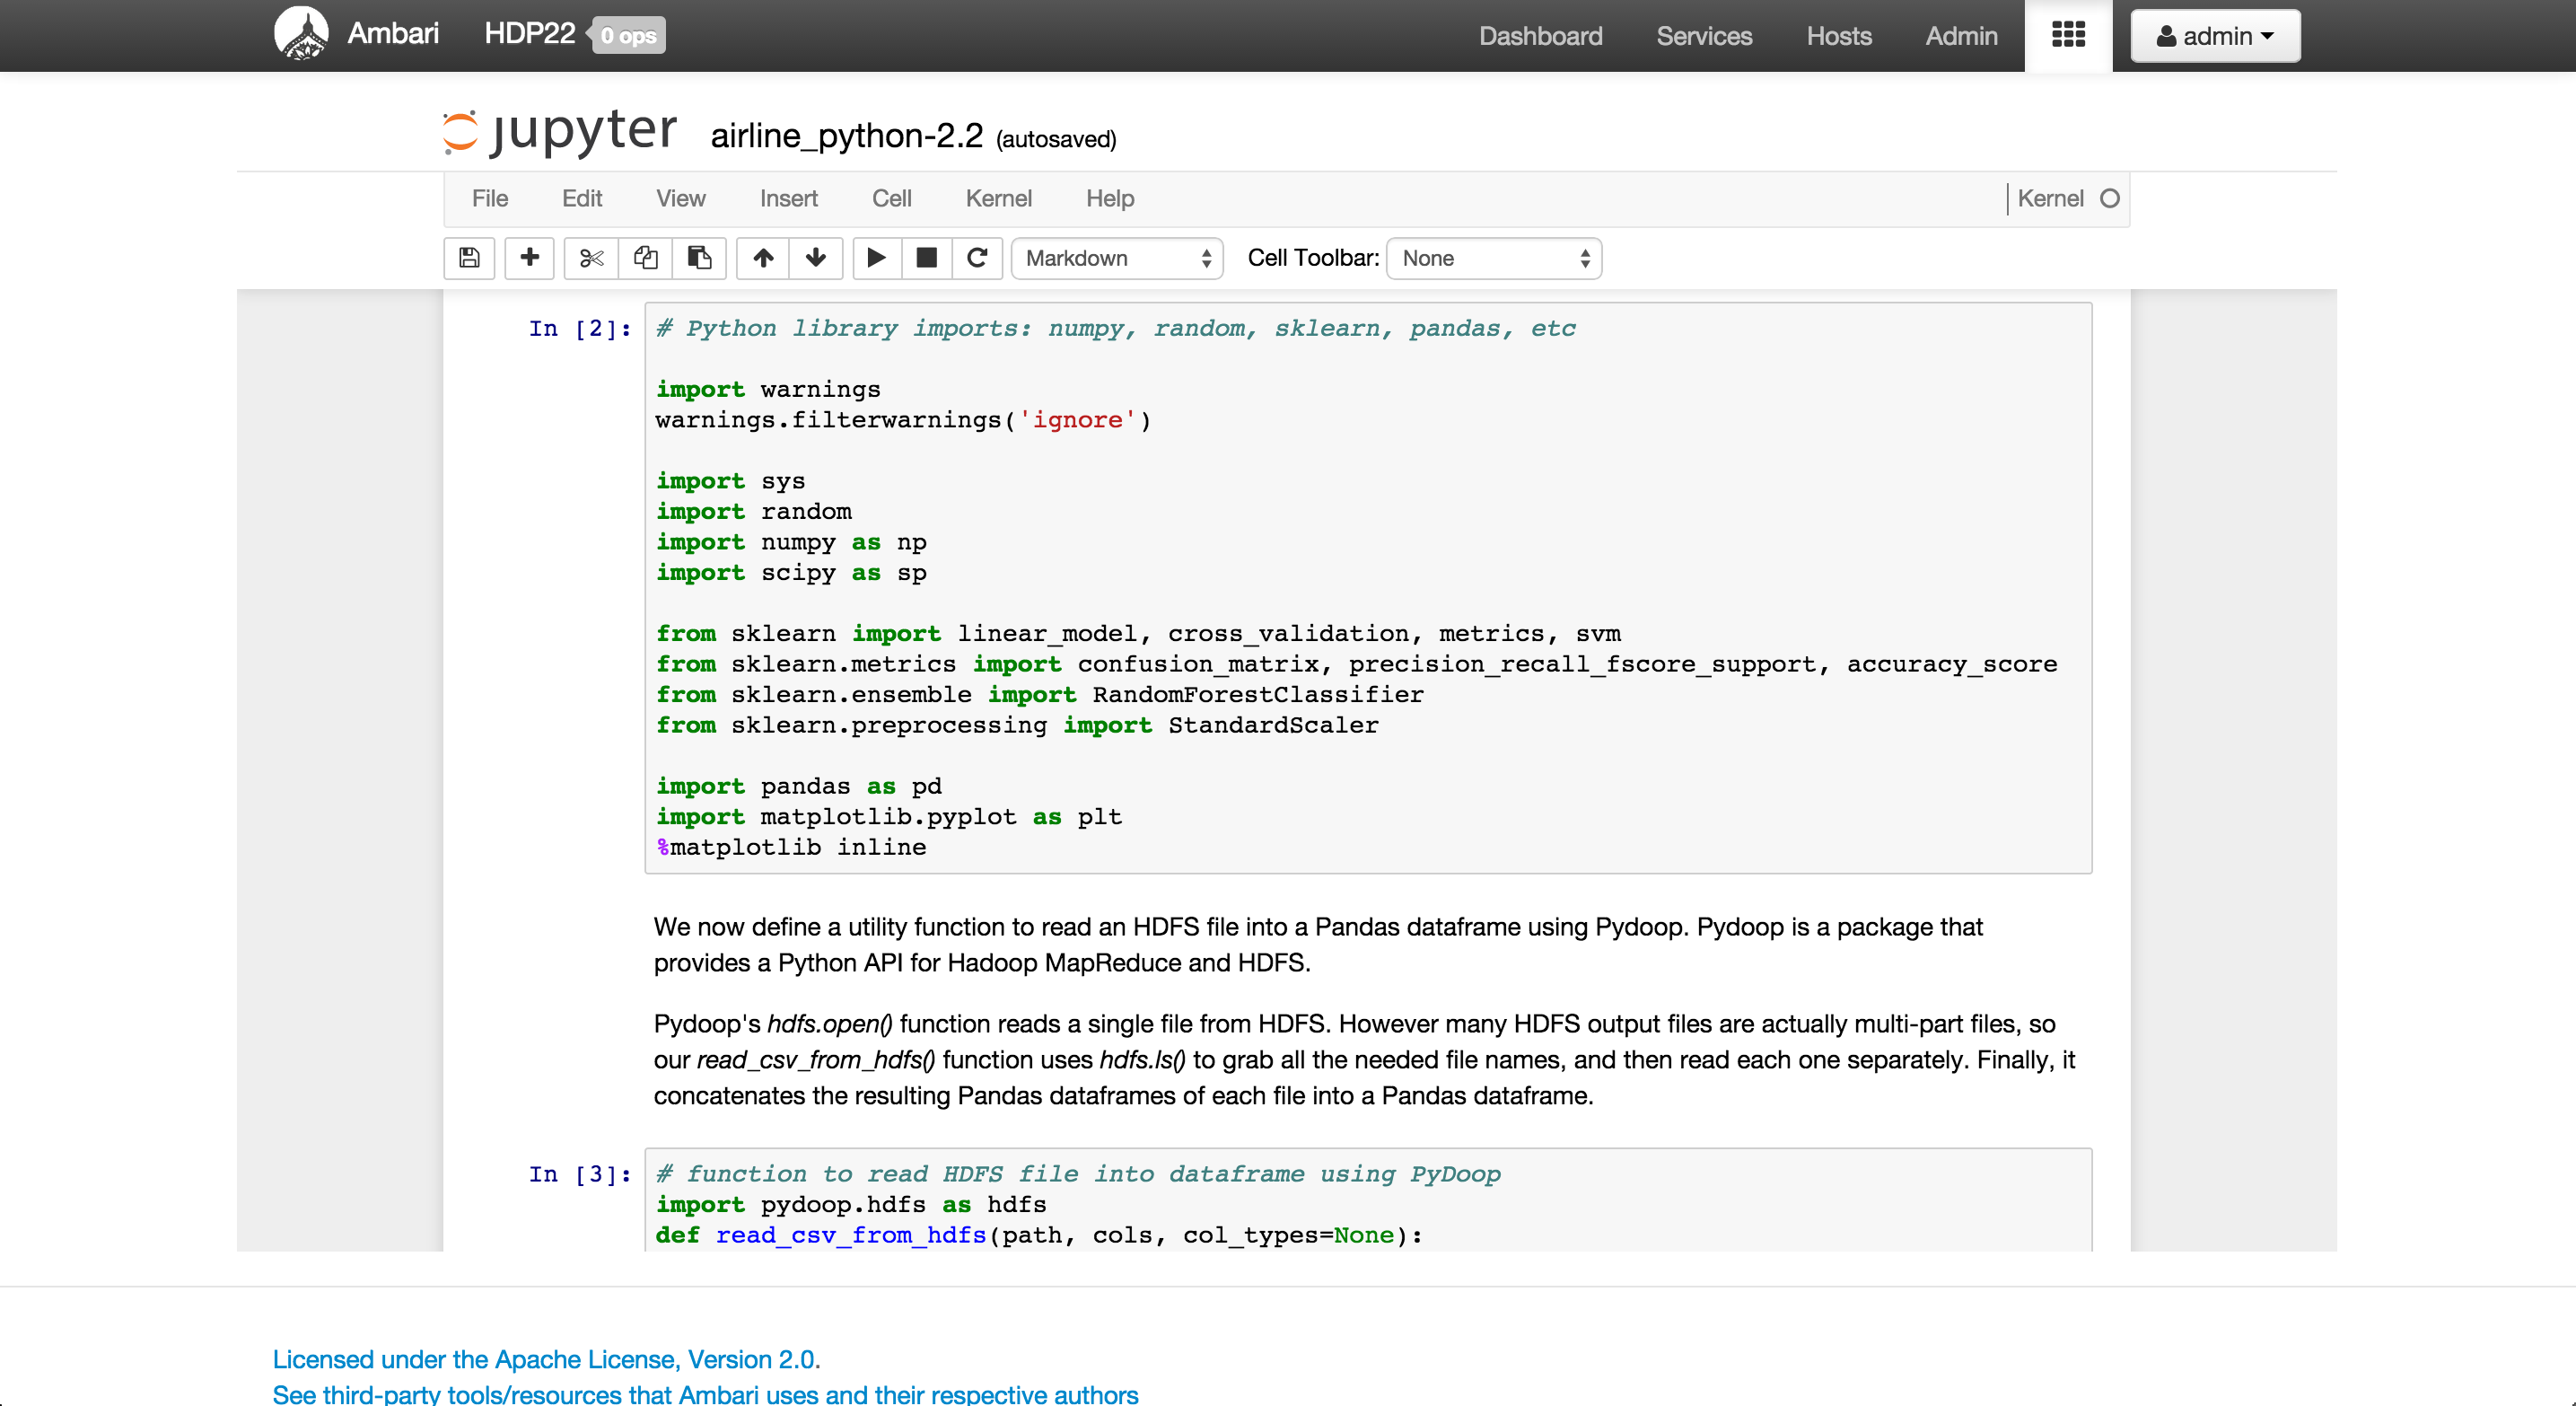 Ambari HDP22 0 ops Dashboard Services Hosts Admin admin
jupyter airline_python-2.2 (autosaved)
File Edit View Insert Cell Kernel Help Kernel
Markdown Cell Toolbar: None
In [2]: # Python library imports: numpy, random, sklearn, pandas, etc
import warnings
warnings.filterwarnings('ignore')
import sys
import random
import numpy as np
import scipy as sp
from sklearn import linear_model, cross_validation, metrics, svm
from sklearn.metrics import confusion_matrix, precision_recall_fscore_support, accuracy_score
from sklearn.ensemble import RandomForestClassifier
from sklearn.preprocessing import StandardScaler
import pandas as pd
import matplotlib.pyplot as plt
%matplotlib inline
We now define a utility function to read an HDFS file into a Pandas dataframe using Pydoop. Pydoop is a package that
provides a Python API for Hadoop MapReduce and HDFS.
Pydoop's hdfs.open() function reads a single file from HDFS. However many HDFS output files are actually multi-part files, so
our read_csv_from_hdfs() function uses hdfs.ls() to grab all the needed file names, and then read each one separately. Finally, it
concatenates the resulting Pandas dataframes of each file into a Pandas dataframe.
In [3]: # function to read HDFS file into dataframe using PyDoop
import pydoop.hdfs as hdfs
def read_csv_from_hdfs(path, cols, col_types=None):
Licensed under the Apache License, Version 2.0.
See third-party tools/resources that Ambari uses and their respective authors